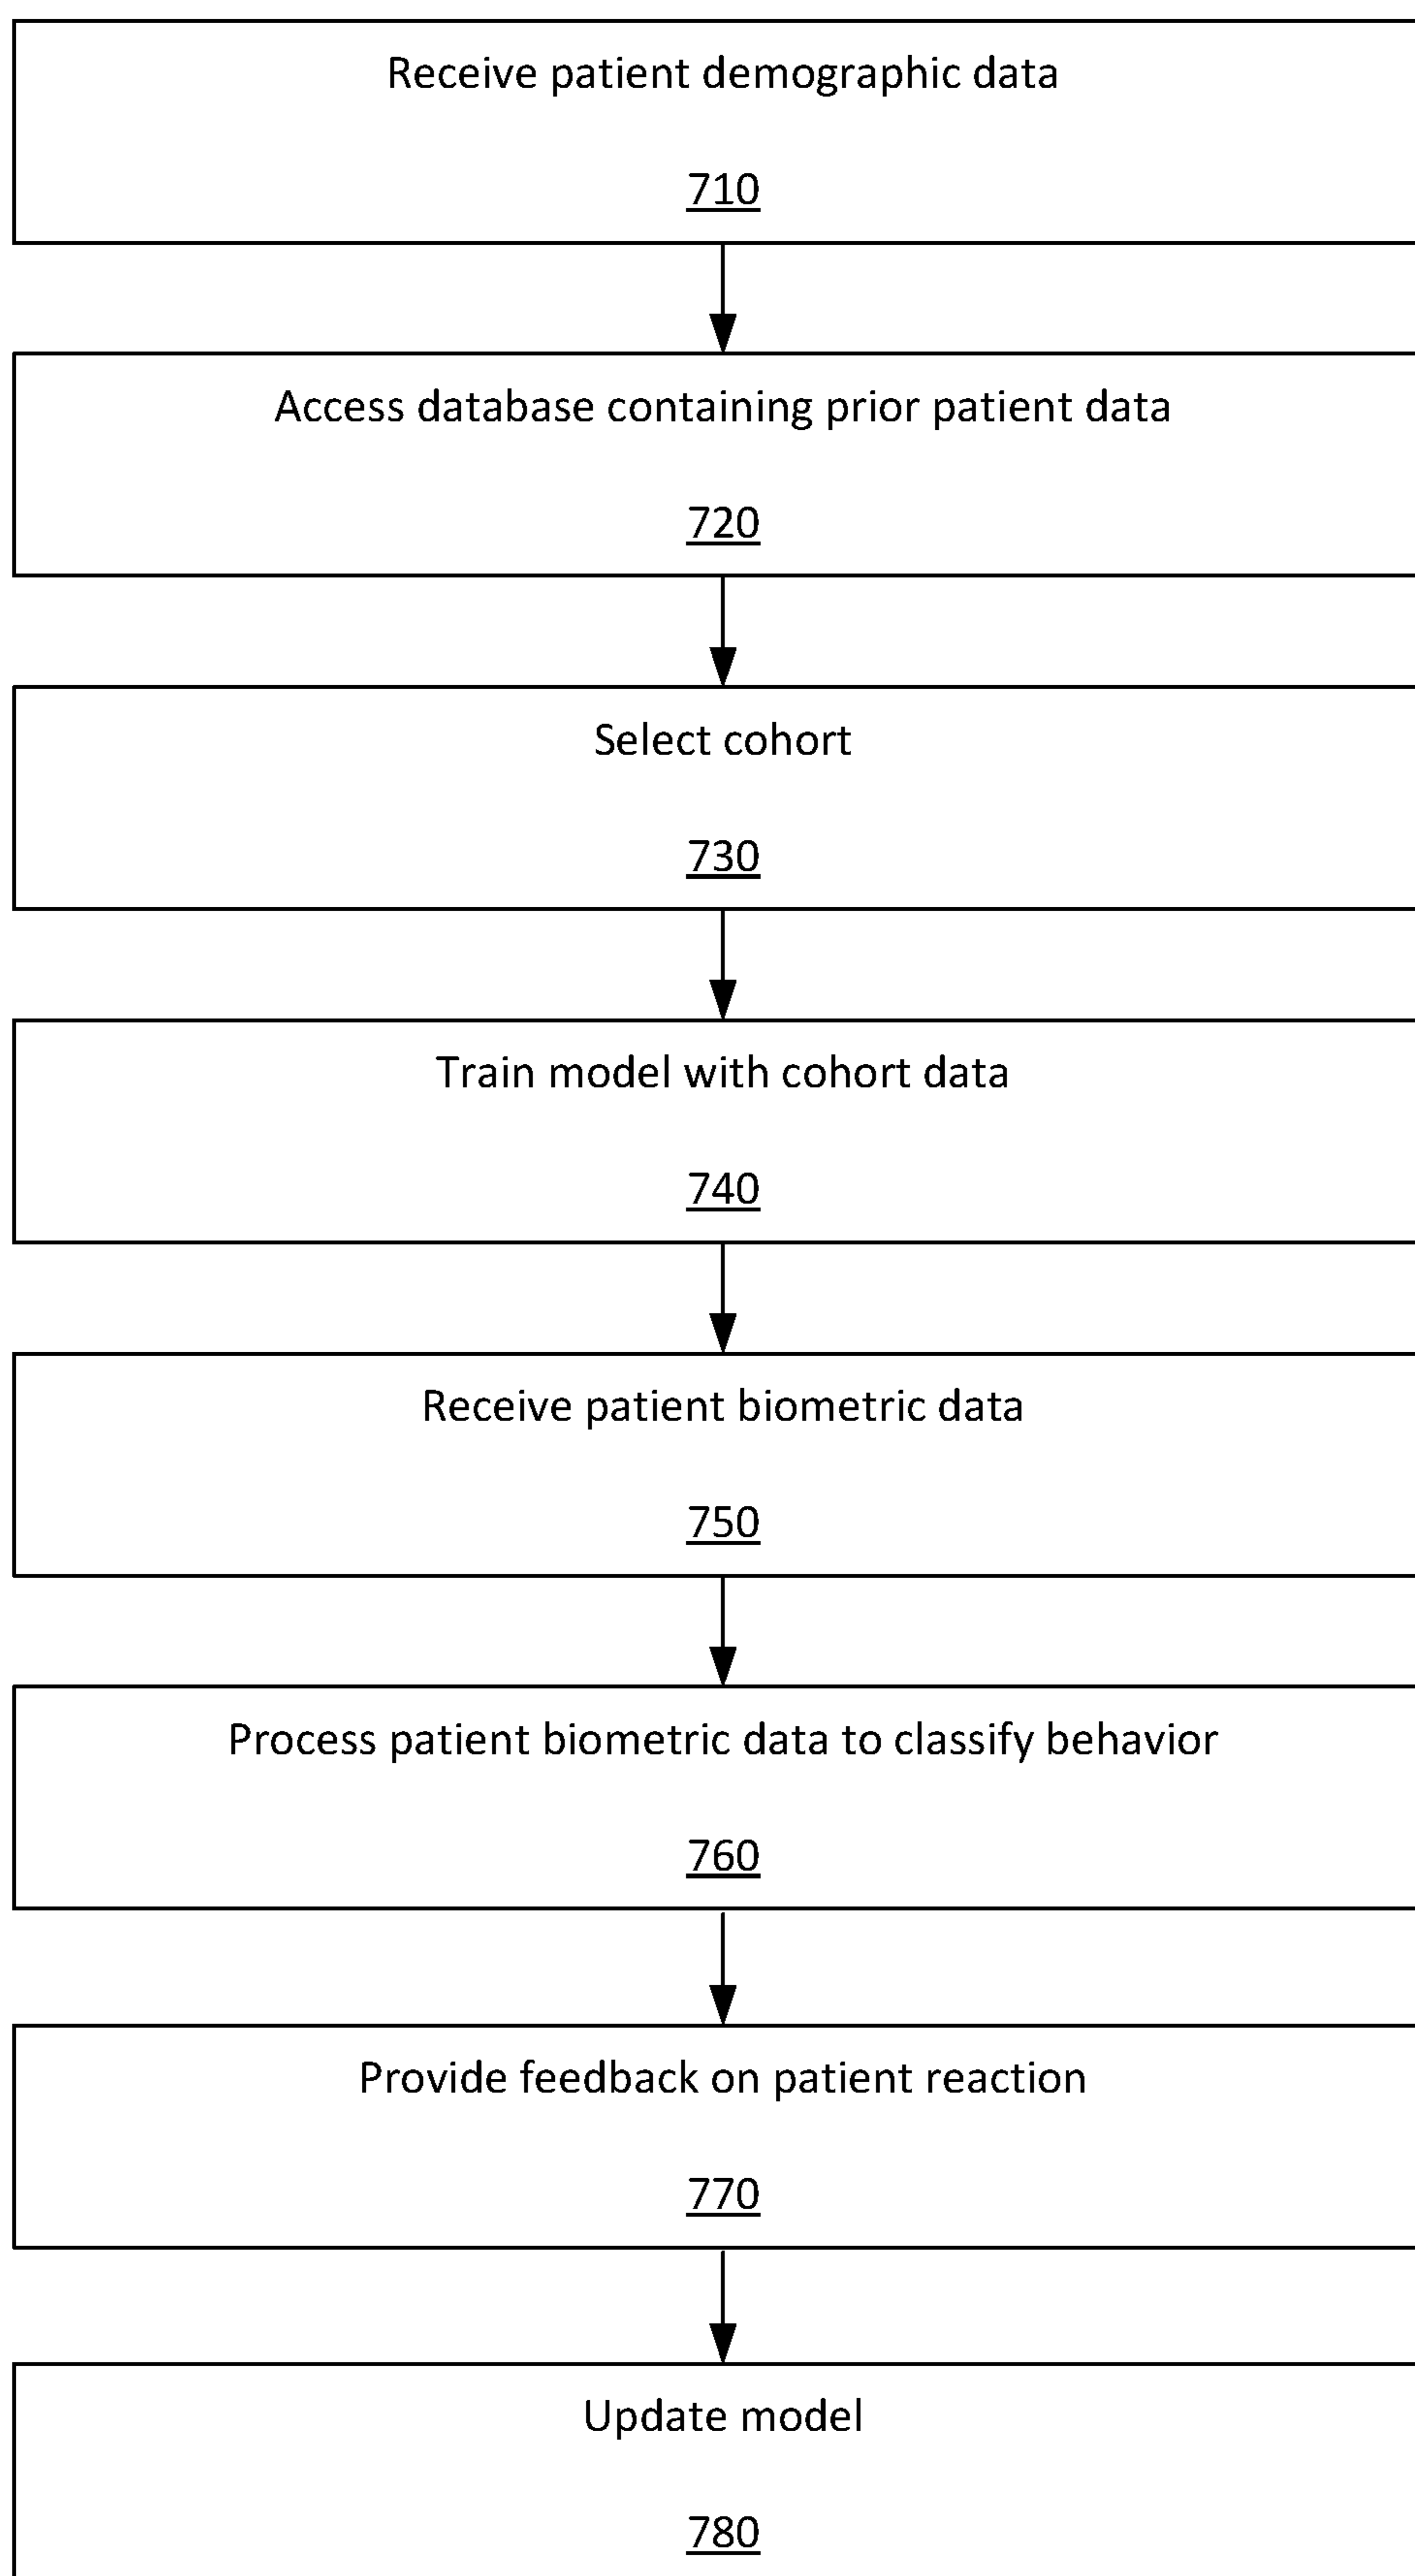 Receive patient demographic data
710
Access database containing prior patient data
720
Select cohort
730
Train model with cohort data
740
Receive patient biometric data
750
Process patient biometric data to classify behavior
760
Provide feedback on patient reaction
770
Update model
780